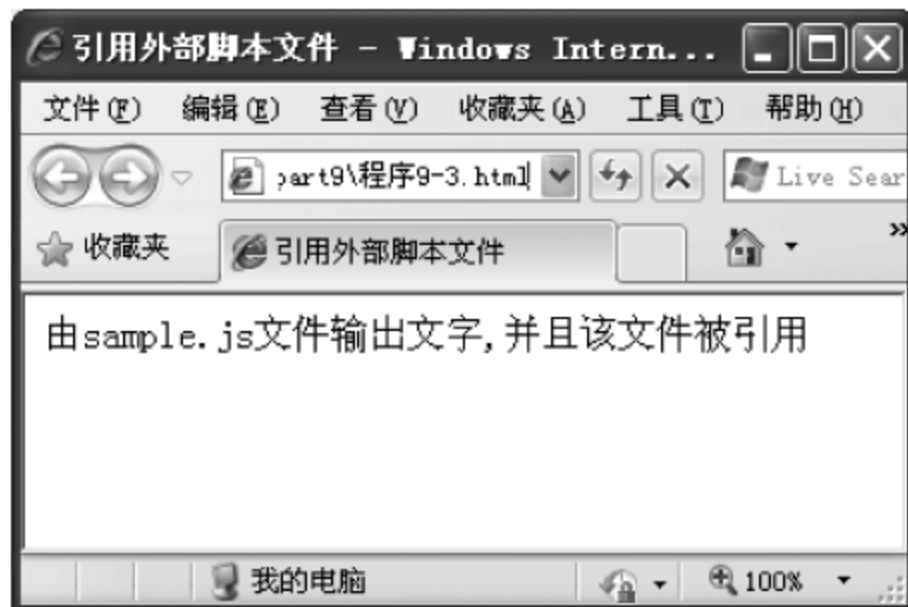 引用外部脚本文件 - Windows Intern...
文件(F) 编辑(E) 查看(V) 收藏夹(A) 工具(T) 帮助(H)
part9\程序9-3.html Live Sear
收藏夹 引用外部脚本文件 »
由sample.js文件输出文字,并且该文件被引用
我的电脑 100%